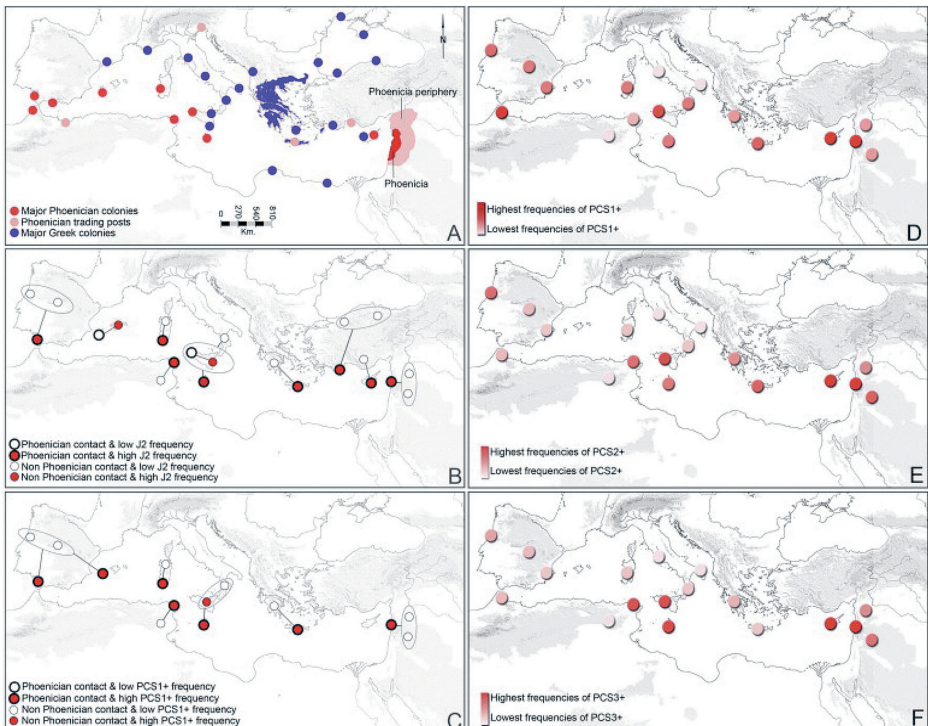 N
Phoenicia periphery
Phoenicia
Major Phoenician colonies
Phoenician trading posts
Major Greek colonies
0
270
540
810
Km.
A
Highest frequencies of PCS1+
Lowest frequencies of PCS1+
D
Phoenician contact & low J2 frequency
Phoenician contact & high J2 frequency
Non Phoenician contact & low J2 frequency
Non Phoenician contact & high J2 frequency
B
Highest frequencies of PCS2+
Lowest frequencies of PCS2+
E
Phoenician contact & low PCS1+ frequency
Phoenician contact & high PCS1+ frequency
Non Phoenician contact & low PCS1+ frequency
Non Phoenician contact & high PCS1+ frequency
C
Highest frequencies of PCS3+
Lowest frequencies of PCS3+
F